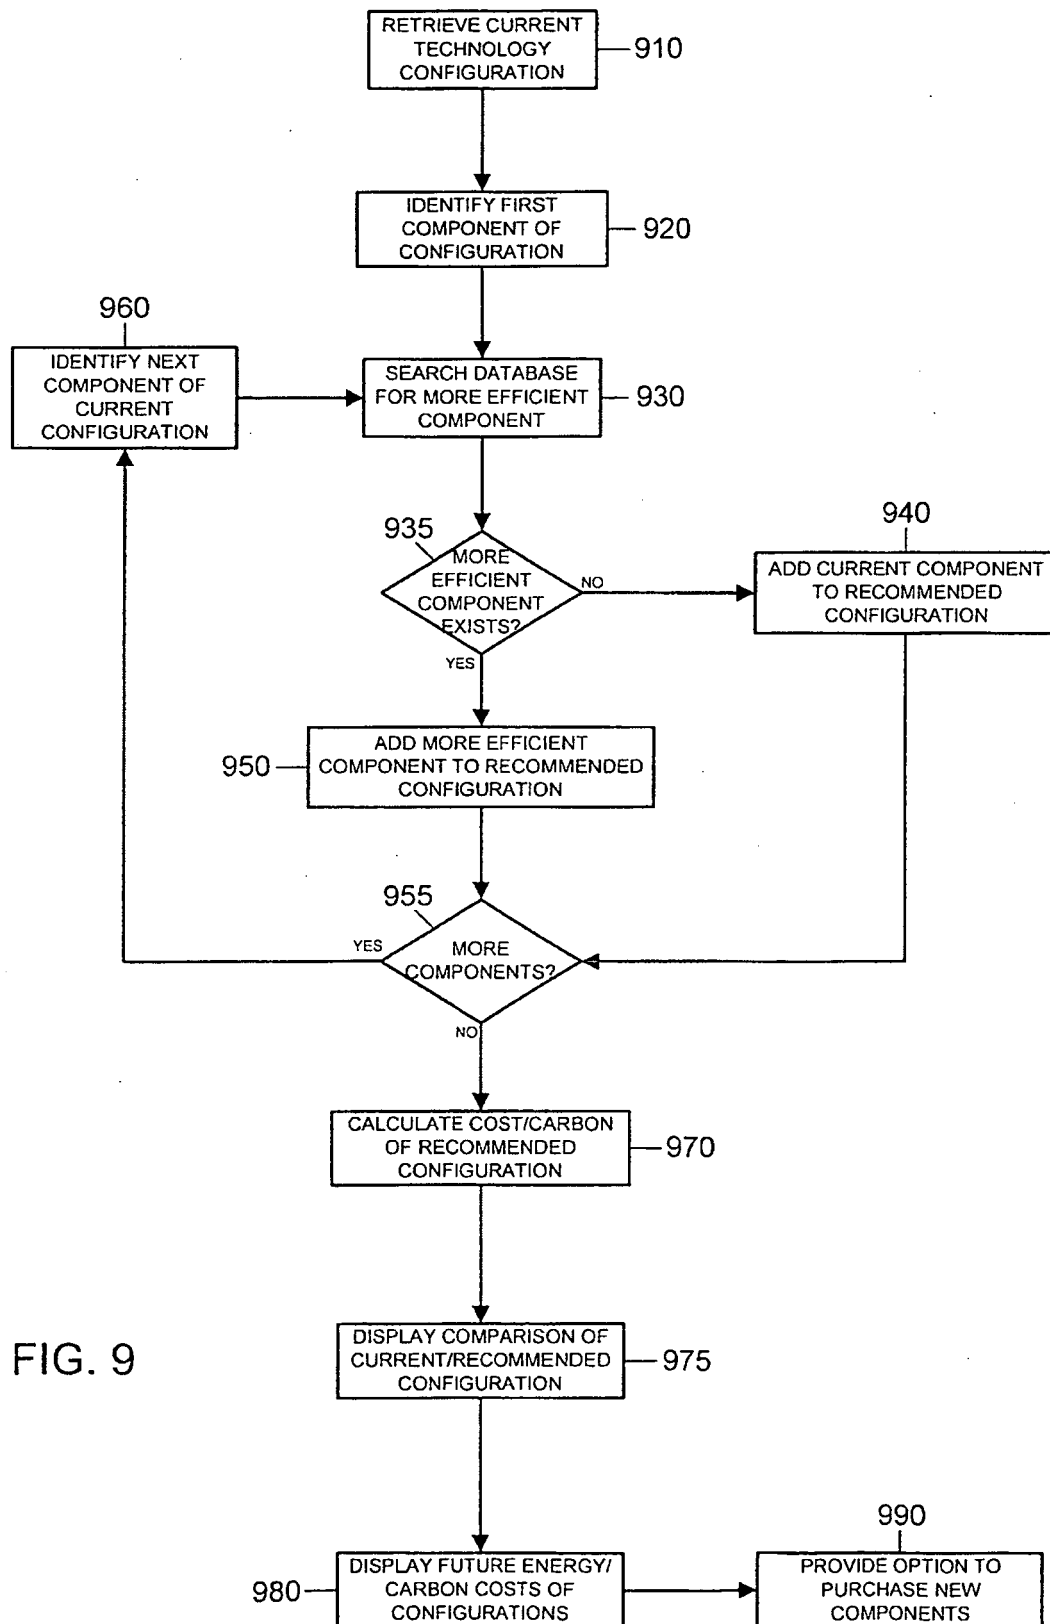 RETRIEVE CURRENT
TECHNOLOGY
CONFIGURATION
910
IDENTIFY FIRST
COMPONENT OF
CONFIGURATION
920
960
IDENTIFY NEXT
COMPONENT OF
CURRENT
CONFIGURATION
SEARCH DATABASE
FOR MORE EFFICIENT
COMPONENT
930
935
MORE
EFFICIENT
COMPONENT
EXISTS?
NO
YES
940
ADD CURRENT COMPONENT
TO RECOMMENDED
CONFIGURATION
950
ADD MORE EFFICIENT
COMPONENT TO RECOMMENDED
CONFIGURATION
955
YES
MORE
COMPONENTS?
NO
CALCULATE COST/CARBON
OF RECOMMENDED
CONFIGURATION
970
FIG. 9
DISPLAY COMPARISON OF
CURRENT/RECOMMENDED
CONFIGURATION
975
980
DISPLAY FUTURE ENERGY/
CARBON COSTS OF
CONFIGURATIONS
990
PROVIDE OPTION TO
PURCHASE NEW
COMPONENTS